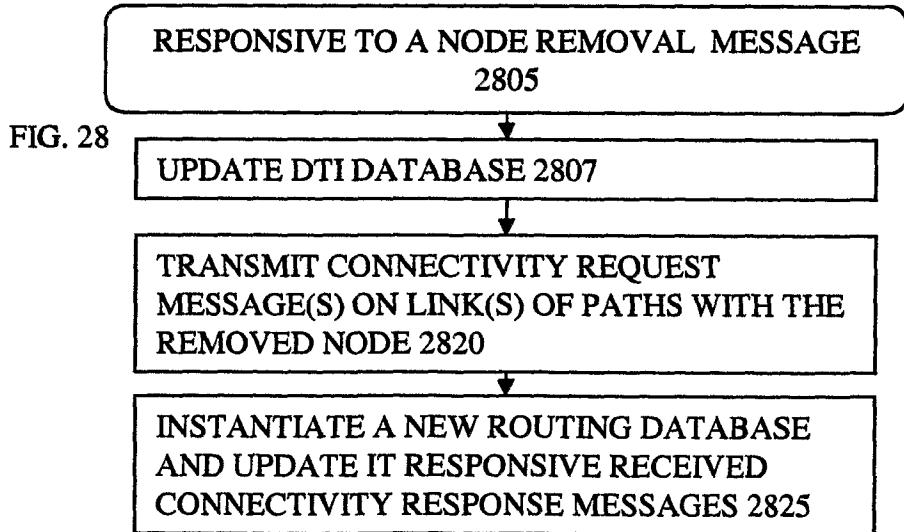 RESPONSIVE TO A NODE REMOVAL MESSAGE
2805
FIG. 28
UPDATE DTI DATABASE 2807
TRANSMIT CONNECTIVITY REQUEST
MESSAGE(S) ON LINK(S) OF PATHS WITH THE
REMOVED NODE 2820
INSTANTIATE A NEW ROUTING DATABASE
AND UPDATE IT RESPONSIVE RECEIVED
CONNECTIVITY RESPONSE MESSAGES 2825